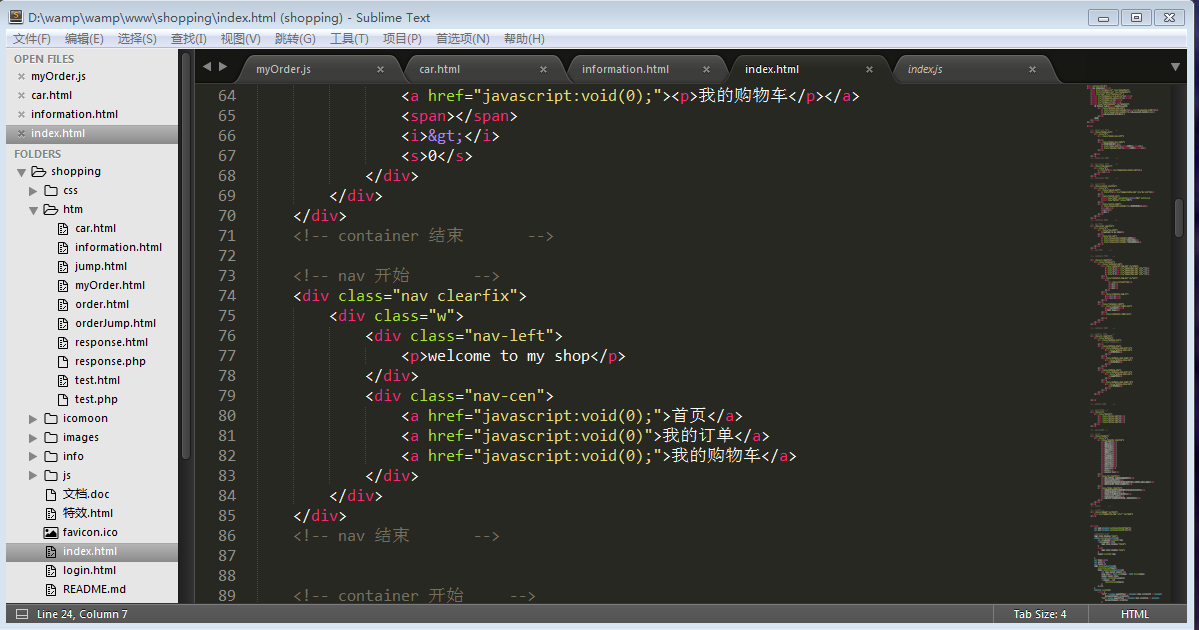 D:\wamp\wamp\www\shopping\index.html (shopping) - Sublime Text
文件(F) 编辑(E) 选择(S) 查找(I) 视图(V) 跳转(G) 工具(T) 项目(P) 首选项(N) 帮助(H)
OPEN FILES
myOrder.js
car.html
information.html
index.html
FOLDERS
shopping
css
htm
car.html
information.html
jump.html
myOrder.html
order.html
orderJump.html
response.html
response.php
test.html
test.php
icomoon
images
info
js
文档.doc
特效.html
favicon.ico
index.html
login.html
README.md
myOrder.js car.html information.html index.html index.js
64 <a href="javascript:void(0);"><p>我的购物车</p></a>
65 <span></span>
66 <i>&gt;</i>
67 <s>0</s>
68 </div>
69 </div>
70 </div>
71 <!-- container 结束 -->
72
73 <!-- nav 开始 -->
74 <div class="nav clearfix">
75 <div class="w">
76 <div class="nav-left">
77 <p>welcome to my shop</p>
78 </div>
79 <div class="nav-cen">
80 <a href="javascript:void(0);">首页</a>
81 <a href="javascript:void(0)">我的订单</a>
82 <a href="javascript:void(0);">我的购物车</a>
83 </div>
84 </div>
85 </div>
86 <!-- nav 结束 -->
87
88
89 <!-- container 开始 -->
Line 24, Column 7 Tab Size: 4 HTML